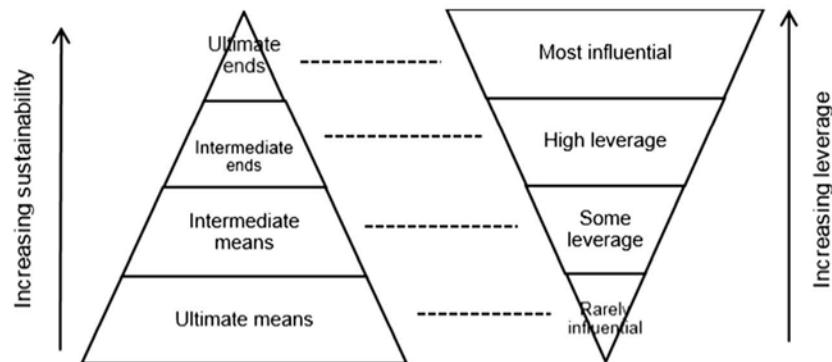 Increasing sustainability
Ultimate
ends
Intermediate
ends
Intermediate
means
Ultimate means
Most influential
High leverage
Some
leverage
Rarely
influential
Increasing leverage